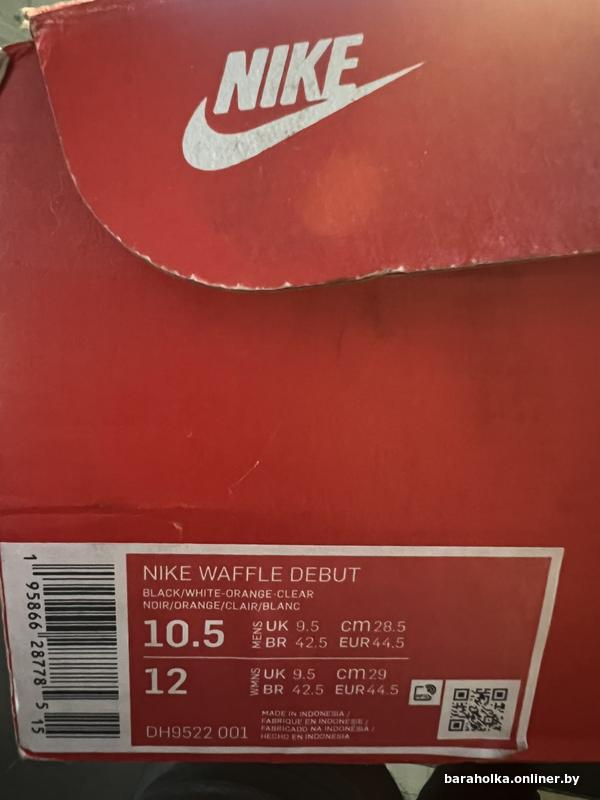 NIKE
NIKE WAFFLE DEBUT
BLACK/WHITE-ORANGE-CLEAR
NOIR/ORANGE/CLAIR/BLANC
10.5 MENS UK 9.5 cm 28.5
BR 42.5 EUR 44.5
12 WMNS UK 9.5 cm 29
BR 42.5 EUR 44.5
DH9522 001
MADE IN INDONESIA /
FABRIQUE EN INDONESIE /
FABRICADO NA INDONÉSIA /
HECHO EN INDONESIA
1 95866 28778 5 15
baraholka.onliner.by